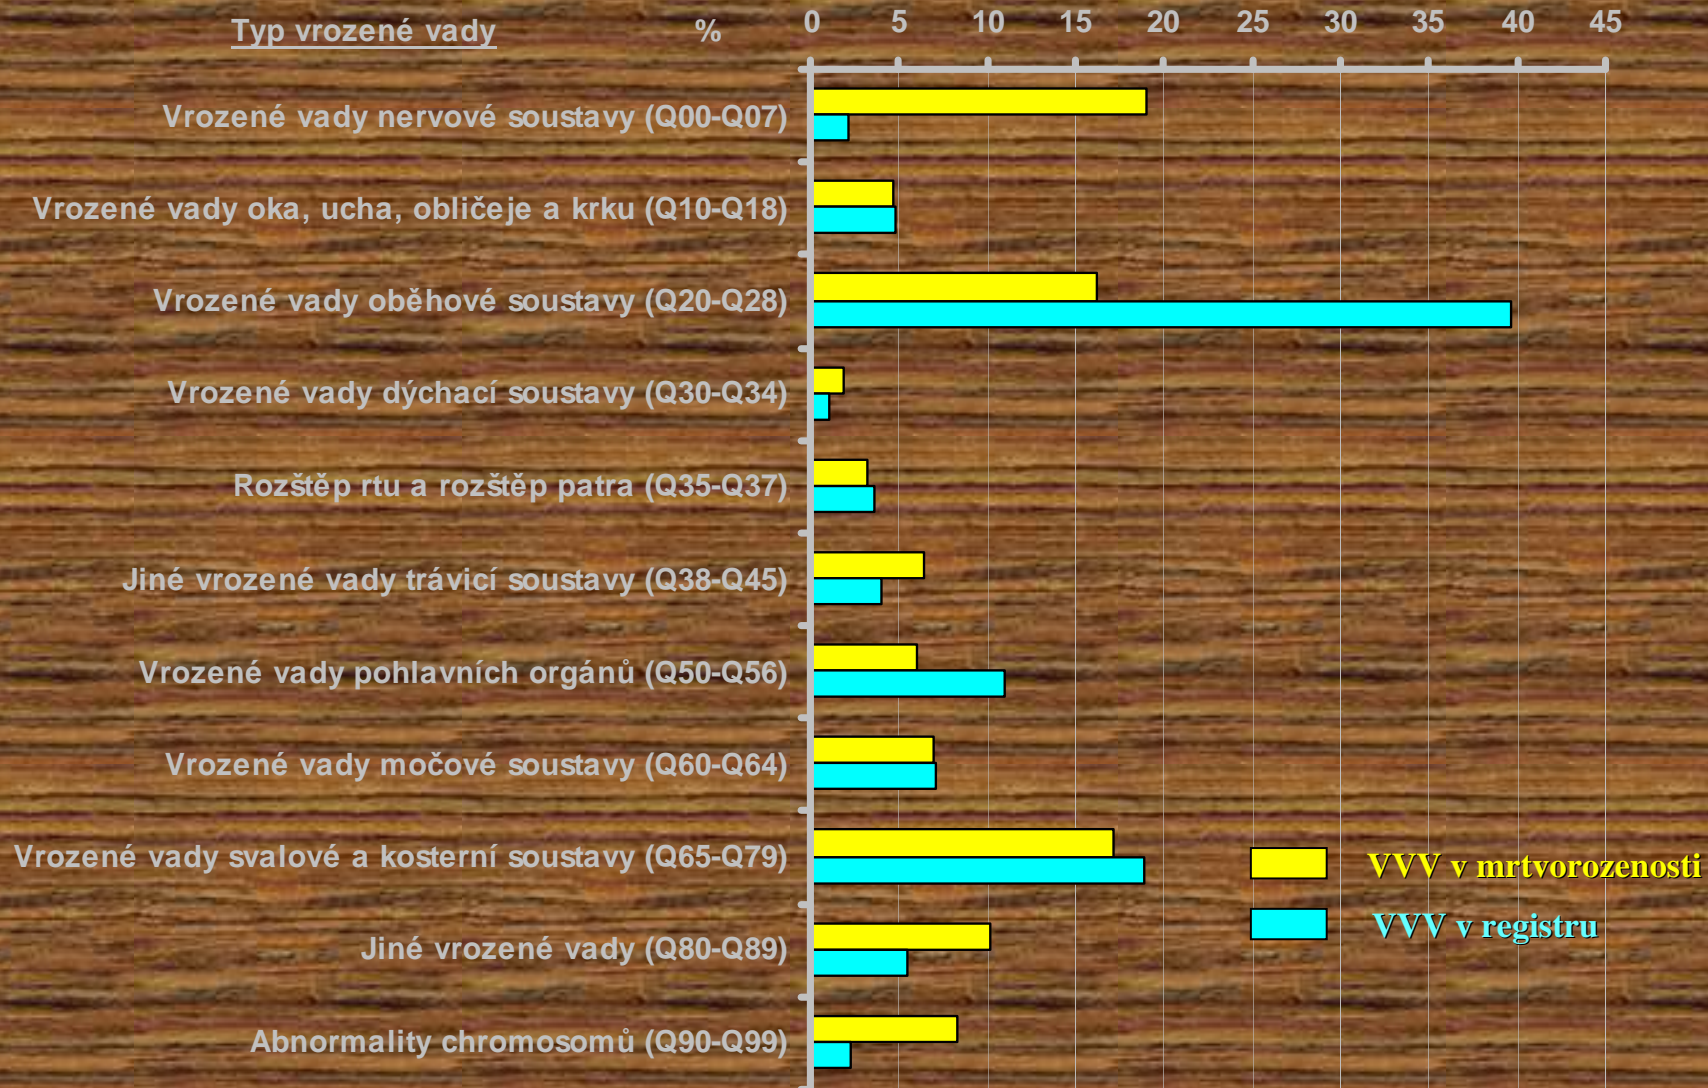 Typ vrozené vady % 0 5 10 15 20 25 30 35 40 45
Vrozené vady nervové soustavy (Q00-Q07)
Vrozené vady oka, ucha, obličeje a krku (Q10-Q18)
Vrozené vady oběhové soustavy (Q20-Q28)
Vrozené vady dýchací soustavy (Q30-Q34)
Rozštěp rtu a rozštěp patra (Q35-Q37)
Jiné vrozené vady trávicí soustavy (Q38-Q45)
Vrozené vady pohlavních orgánů (Q50-Q56)
Vrozené vady močové soustavy (Q60-Q64)
Vrozené vady svalové a kosterní soustavy (Q65-Q79)
VVV v mrtvorozenosti
VVV v registru
Jiné vrozené vady (Q80-Q89)
Abnormality chromosomů (Q90-Q99)